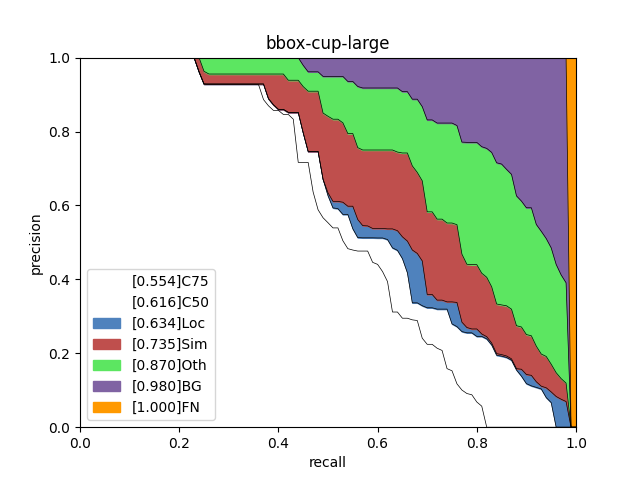 bbox-cup-large
1.0
0.8
0.6
0.4
0.2
0.0
precision
[0.554]C75
[0.616]C50
[0.634]Loc
[0.735]Sim
[0.870]Oth
[0.980]BG
[1.000]FN
0.0 0.2 0.4 0.6 0.8 1.0
recall